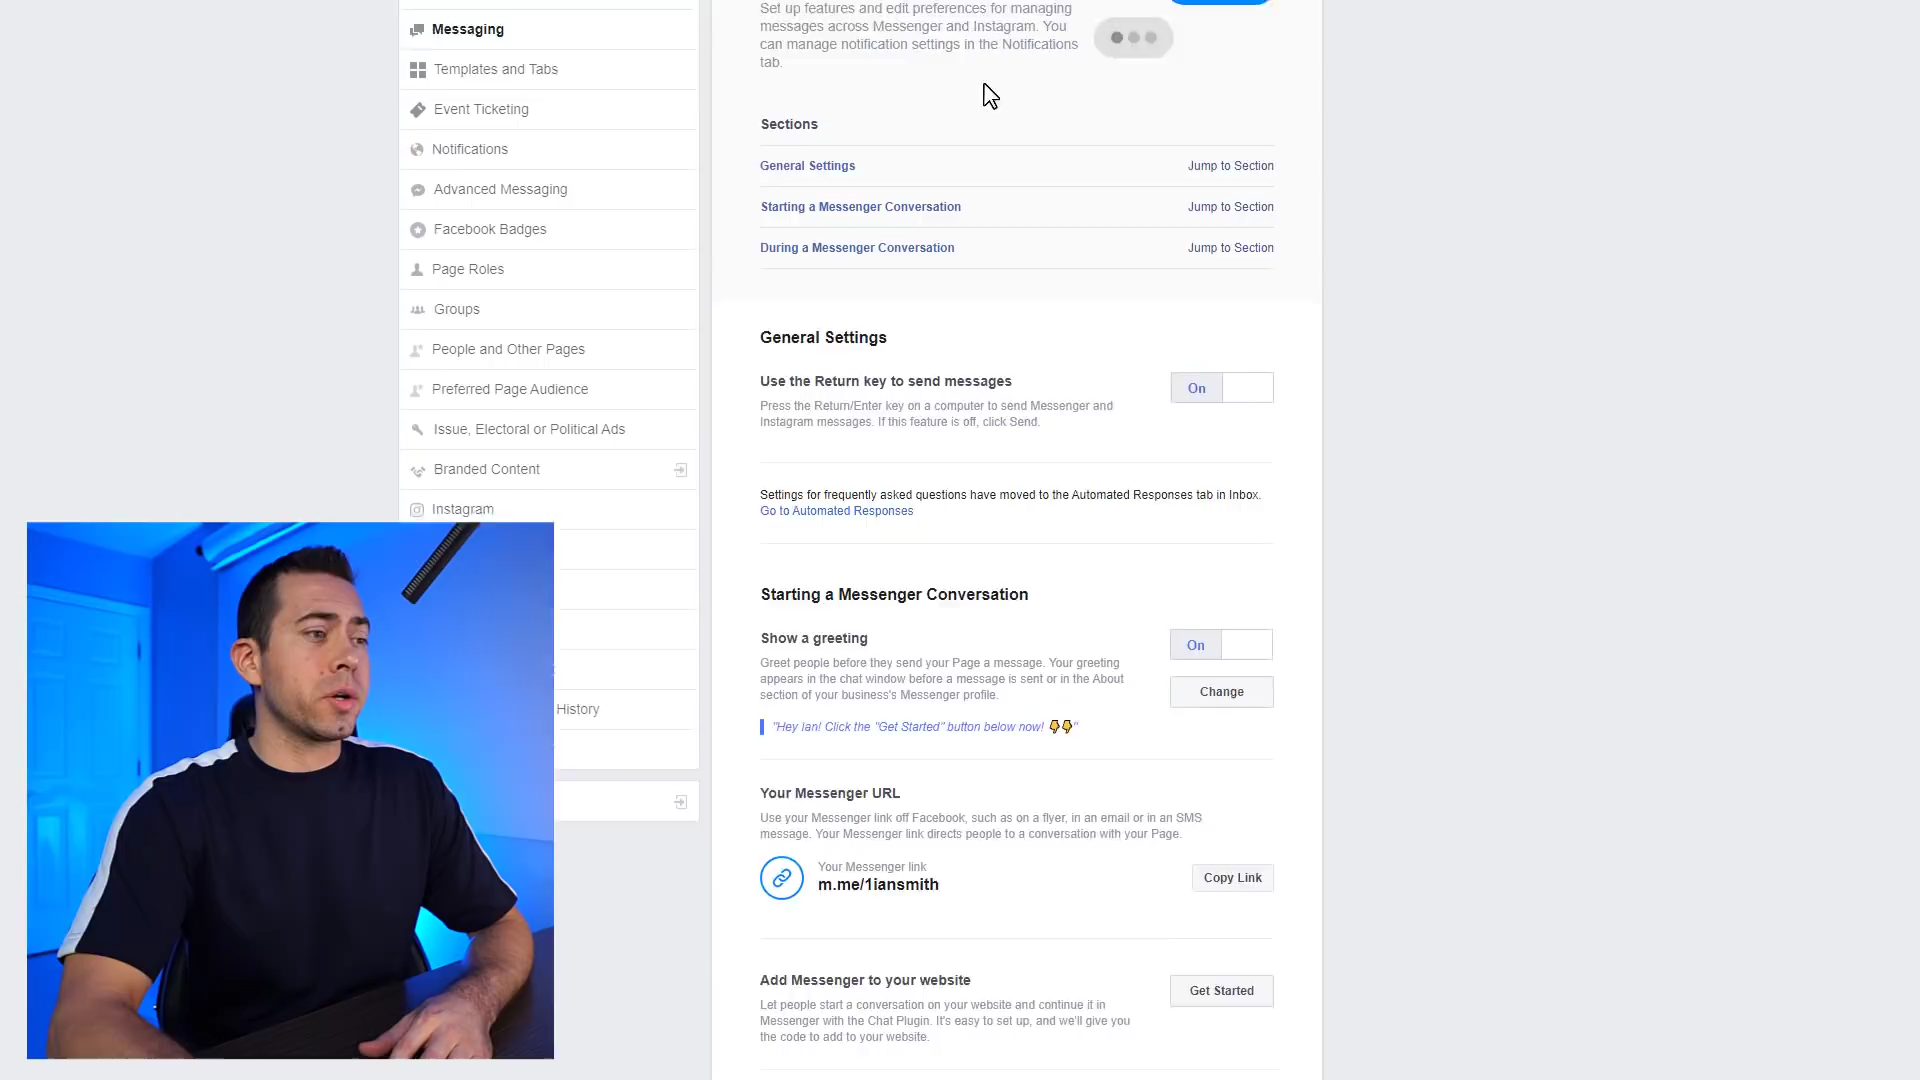 Messaging
Templates and Tabs
Event Ticketing
Notifications
Advanced Messaging
Facebook Badges
Page Roles
Groups
People and Other Pages
Preferred Page Audience
Issue, Electoral or Political Ads
Branded Content
Instagram
History
Set up features and edit preferences for managing
messages across Messenger and Instagram. You
can manage notification settings in the Notifications
tab.
Sections
General Settings Jump to Section
Starting a Messenger Conversation Jump to Section
During a Messenger Conversation Jump to Section
General Settings
Use the Return key to send messages
On
Press the Return/Enter key on a computer to send Messenger and
Instagram messages. If this feature is off, click Send.
Settings for frequently asked questions have moved to the Automated Responses tab in Inbox.
Go to Automated Responses
Starting a Messenger Conversation
Show a greeting
On
Greet people before they send your Page a message. Your greeting
appears in the chat window before a message is sent or in the About
section of your business's Messenger profile.
Change
"Hey Ian! Click the "Get Started" button below now! 👇👇"
Your Messenger URL
Use your Messenger link off Facebook, such as on a flyer, in an email or in an SMS
message. Your Messenger link directs people to a conversation with your Page.
Your Messenger link
m.me/1iansmith
Copy Link
Add Messenger to your website
Get Started
Let people start a conversation on your website and continue it in
Messenger with the Chat Plugin. It's easy to set up, and we'll give you
the code to add to your website.